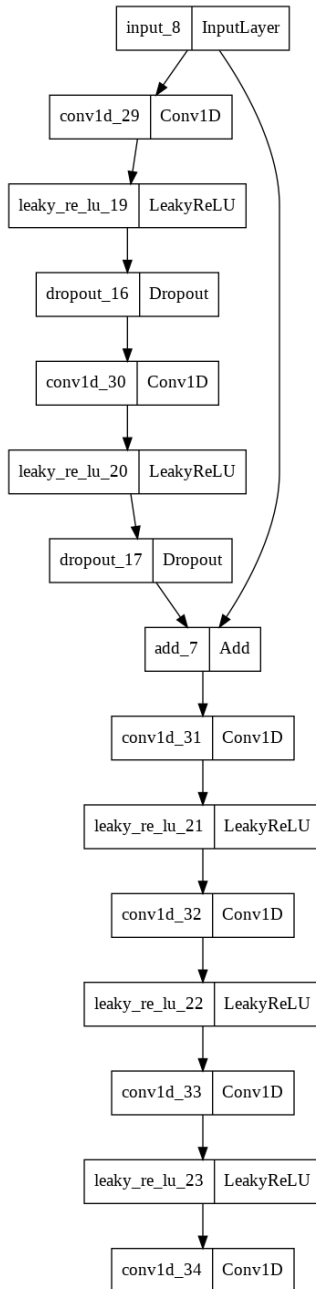 input_8 InputLayer
conv1d_29 Conv1D
leaky_re_lu_19 LeakyReLU
dropout_16 Dropout
conv1d_30 Conv1D
leaky_re_lu_20 LeakyReLU
dropout_17 Dropout
add_7 Add
conv1d_31 Conv1D
leaky_re_lu_21 LeakyReLU
conv1d_32 Conv1D
leaky_re_lu_22 LeakyReLU
conv1d_33 Conv1D
leaky_re_lu_23 LeakyReLU
conv1d_34 Conv1D